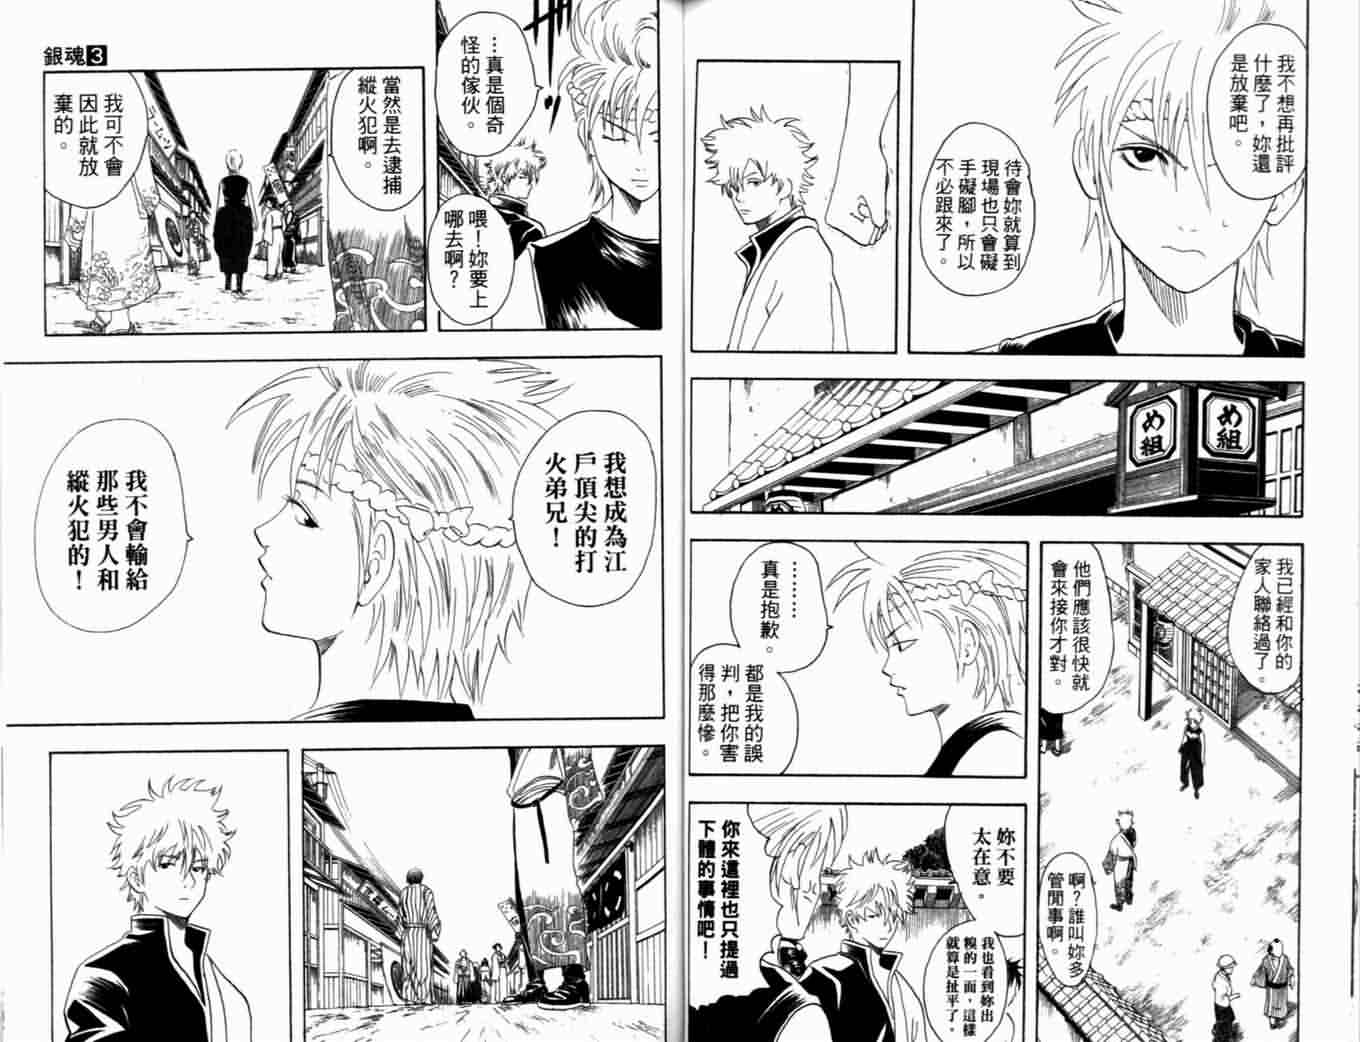 我不想再批評
什麼了，妳還
是放棄吧。
待會妳就算到
現場也只會礙
手礙腳，所以
不必跟來了。
め組
め組
我已經和你的
家人聯絡過了。
他們應該很快就
會來接你才對。
啊？誰叫妳多
管閒事啊。
………
真是抱歉。
都是我的誤
判，把你害
得那麼慘。
妳不要
太在意。
我也看到妳出
糗的一面，這樣
就算是扯平了。
你來這裡也只提過
下體的事情吧！
銀魂3
…真是個奇
怪的傢伙。
喂！妳要上
哪去啊？
當然是去逮捕
縱火犯啊。
我可不會
因此就放
棄的。
我想成為江
戶頂尖的打
火弟兄！
我不會輸給
那些男人和
縱火犯的！